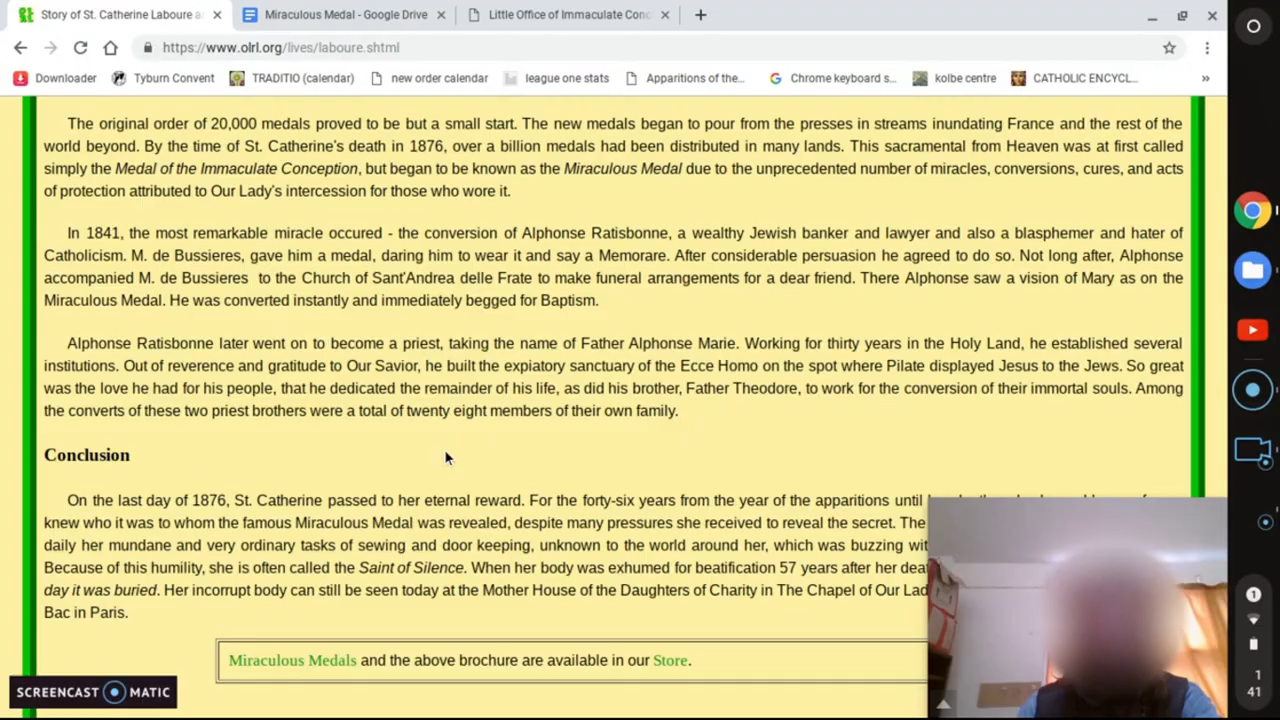 Story of St. Catherine Laboure a
Miraculous Medal - Google Drive
Little Office of Immaculate Conc
https://www.olrl.org/lives/laboure.shtml
Downloader
Tyburn Convent
TRADITIO (calendar)
new order calendar
league one stats
Apparitions of the...
Chrome keyboard s...
kolbe centre
CATHOLIC ENCYCL...
»
The original order of 20,000 medals proved to be but a small start. The new medals began to pour from the presses in streams inundating France and the rest of the
world beyond. By the time of St. Catherine's death in 1876, over a billion medals had been distributed in many lands. This sacramental from Heaven was at first called
simply the Medal of the Immaculate Conception, but began to be known as the Miraculous Medal due to the unprecedented number of miracles, conversions, cures, and acts
of protection attributed to Our Lady's intercession for those who wore it.
In 1841, the most remarkable miracle occured - the conversion of Alphonse Ratisbonne, a wealthy Jewish banker and lawyer and also a blasphemer and hater of
Catholicism. M. de Bussieres, gave him a medal, daring him to wear it and say a Memorare. After considerable persuasion he agreed to do so. Not long after, Alphonse
accompanied M. de Bussieres to the Church of Sant'Andrea delle Frate to make funeral arrangements for a dear friend. There Alphonse saw a vision of Mary as on the
Miraculous Medal. He was converted instantly and immediately begged for Baptism.
Alphonse Ratisbonne later went on to become a priest, taking the name of Father Alphonse Marie. Working for thirty years in the Holy Land, he established several
institutions. Out of reverence and gratitude to Our Savior, he built the expiatory sanctuary of the Ecce Homo on the spot where Pilate displayed Jesus to the Jews. So great
was the love he had for his people, that he dedicated the remainder of his life, as did his brother, Father Theodore, to work for the conversion of their immortal souls. Among
the converts of these two priest brothers were a total of twenty eight members of their own family.
Conclusion
On the last day of 1876, St. Catherine passed to her eternal reward. For the forty-six years from the year of the apparitions until
knew who it was to whom the famous Miraculous Medal was revealed, despite many pressures she received to reveal the secret. The
daily her mundane and very ordinary tasks of sewing and door keeping, unknown to the world around her, which was buzzing wit
Because of this humility, she is often called the Saint of Silence. When her body was exhumed for beatification 57 years after her dea
day it was buried. Her incorrupt body can still be seen today at the Mother House of the Daughters of Charity in The Chapel of Our Lad
Bac in Paris.
Miraculous Medals and the above brochure are available in our Store.
SCREENCAST MATIC
1
1
41